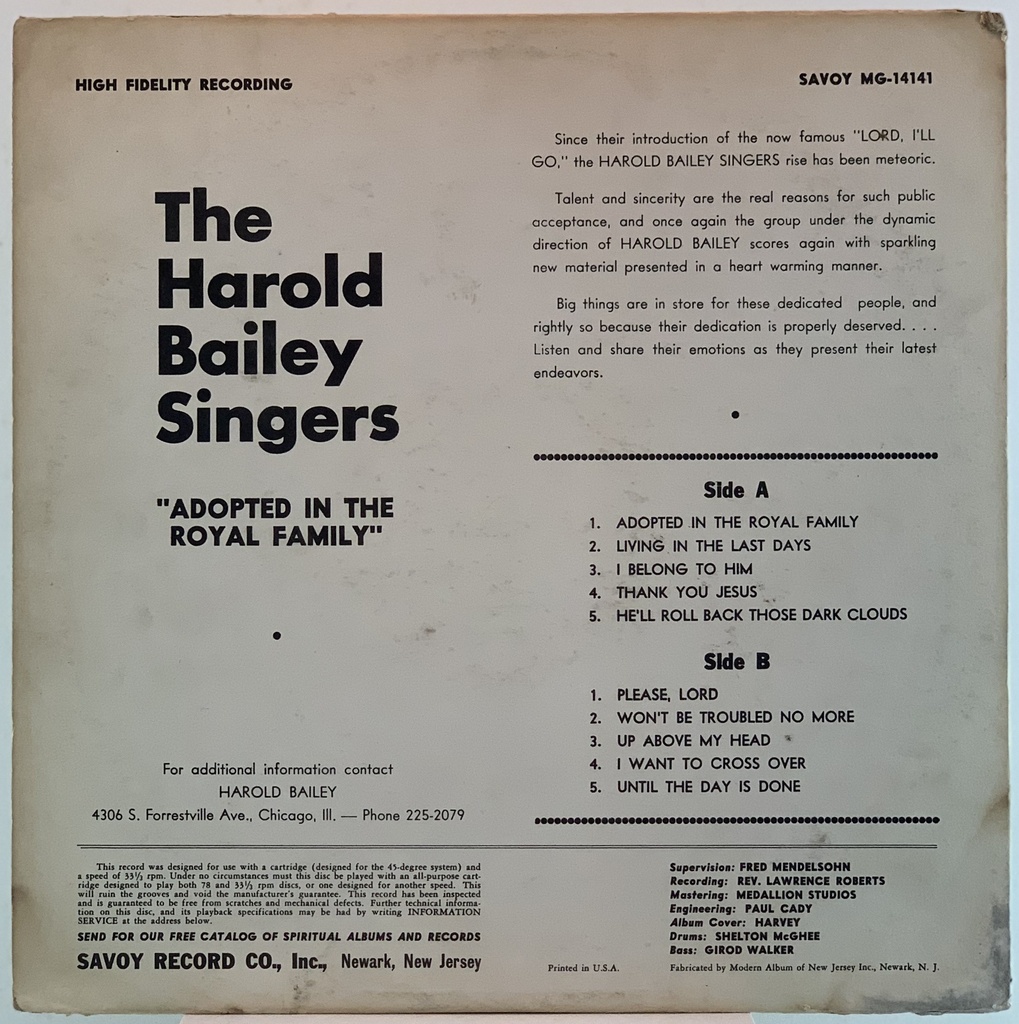 HIGH FIDELITY RECORDING
SAVOY MG-14141
The
Harold
Bailey
Singers
"ADOPTED IN THE
ROYAL FAMILY"
For additional information contact
HAROLD BAILEY
4306 S. Forrestville Ave., Chicago, Ill. — Phone 225-2079
Since their introduction of the now famous "LORD, I'LL
GO," the HAROLD BAILEY SINGERS rise has been meteoric.
Talent and sincerity are the real reasons for such public
acceptance, and once again the group under the dynamic
direction of HAROLD BAILEY scores again with sparkling
new material presented in a heart warming manner.
Big things are in store for these dedicated people, and
rightly so because their dedication is properly deserved. . . .
Listen and share their emotions as they present their latest
endeavors.
Side A
1. ADOPTED IN THE ROYAL FAMILY
2. LIVING IN THE LAST DAYS
3. I BELONG TO HIM
4. THANK YOU JESUS
5. HE'LL ROLL BACK THOSE DARK CLOUDS
Side B
1. PLEASE, LORD
2. WON'T BE TROUBLED NO MORE
3. UP ABOVE MY HEAD
4. I WANT TO CROSS OVER
5. UNTIL THE DAY IS DONE
This record was designed for use with a cartridge (designed for the 45-degree system) and
a speed of 33⅓ rpm. Under no circumstances must this disc be played with an all-purpose cart-
ridge designed to play both 78 and 33⅓ rpm discs, or one designed for another speed. This
will ruin the grooves and void the manufacturer's guarantee. This record has been inspected
and is guaranteed to be free from scratches and mechanical defects. Further technical informa-
tion on this disc, and its playback specifications may be had by writing INFORMATION
SERVICE at the address below.
SEND FOR OUR FREE CATALOG OF SPIRITUAL ALBUMS AND RECORDS
SAVOY RECORD CO., Inc., Newark, New Jersey
Printed in U.S.A.
Supervision: FRED MENDELSOHN
Recording: REV. LAWRENCE ROBERTS
Mastering: MEDALLION STUDIOS
Engineering: PAUL CADY
Album Cover: HARVEY
Drums: SHELTON McGHEE
Bass: GIROD WALKER
Fabricated by Modern Album of New Jersey Inc., Newark, N. J.